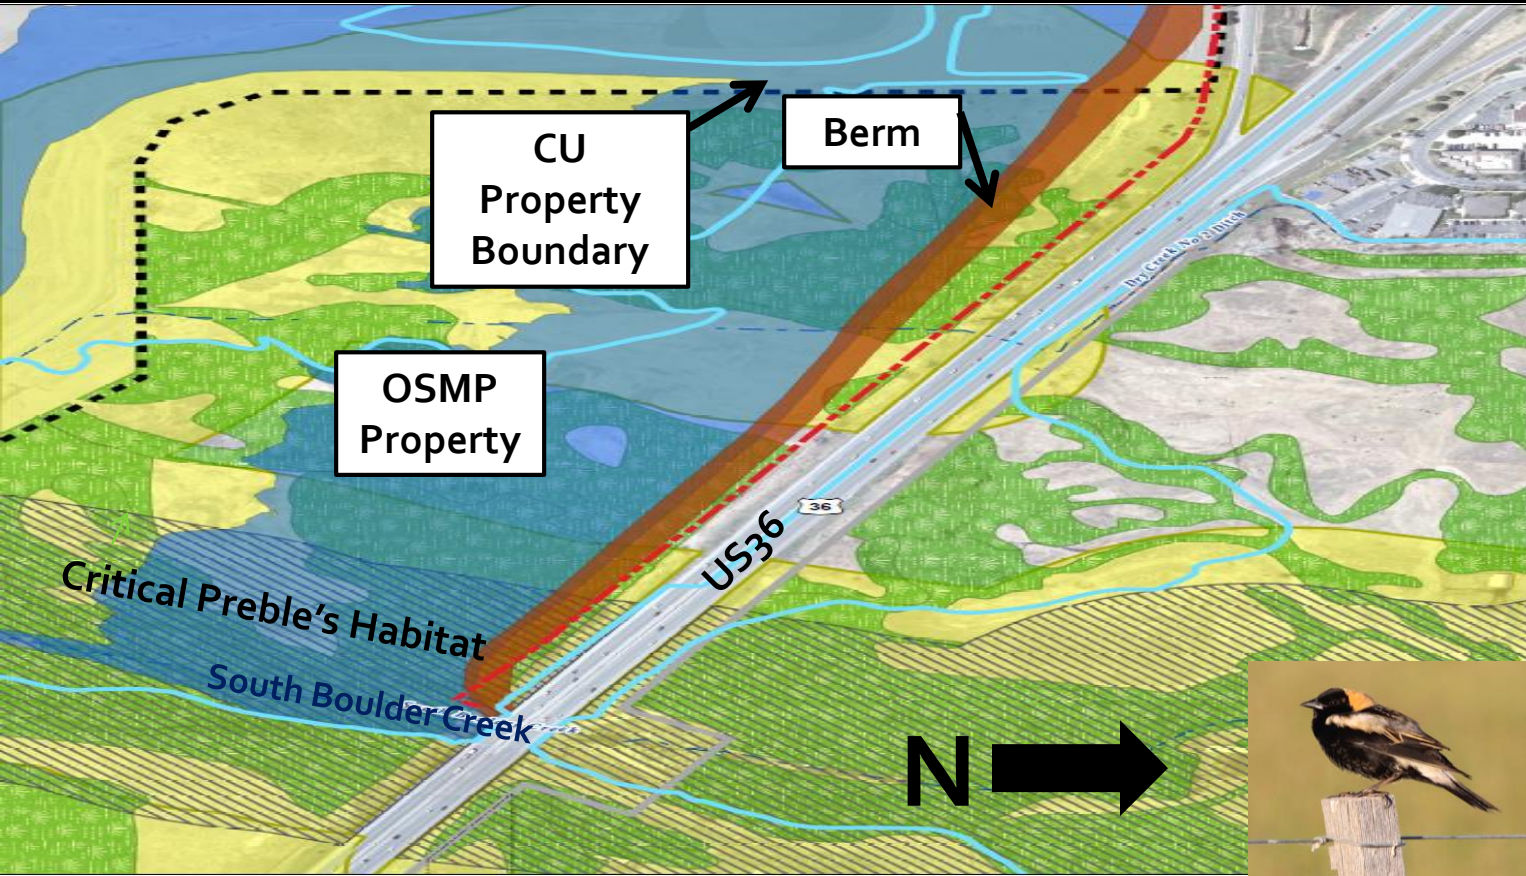 CU
Property
Boundary
Berm
Dry Creek No 2 Ditch
OSMP
Property
36
US36
Critical Preble's Habitat
South Boulder Creek
Creek
N